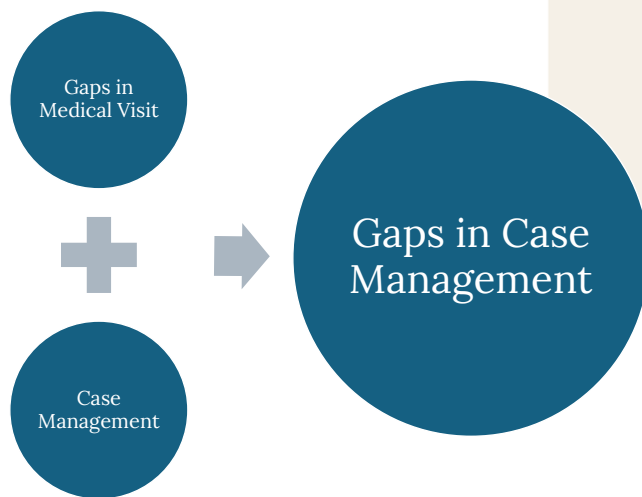 Gaps in
Medical Visit
Case
Management
Gaps in Case
Management